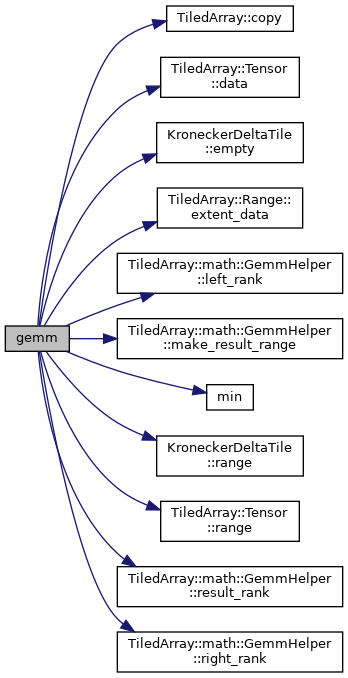 TiledArray::copy
TiledArray::Tensor
::data
KroneckerDeltaTile
::empty
TiledArray::Range::
extent_data
TiledArray::math::GemmHelper
::left_rank
gemm
TiledArray::math::GemmHelper
::make_result_range
min
KroneckerDeltaTile
::range
TiledArray::Tensor
::range
TiledArray::math::GemmHelper
::result_rank
TiledArray::math::GemmHelper
::right_rank